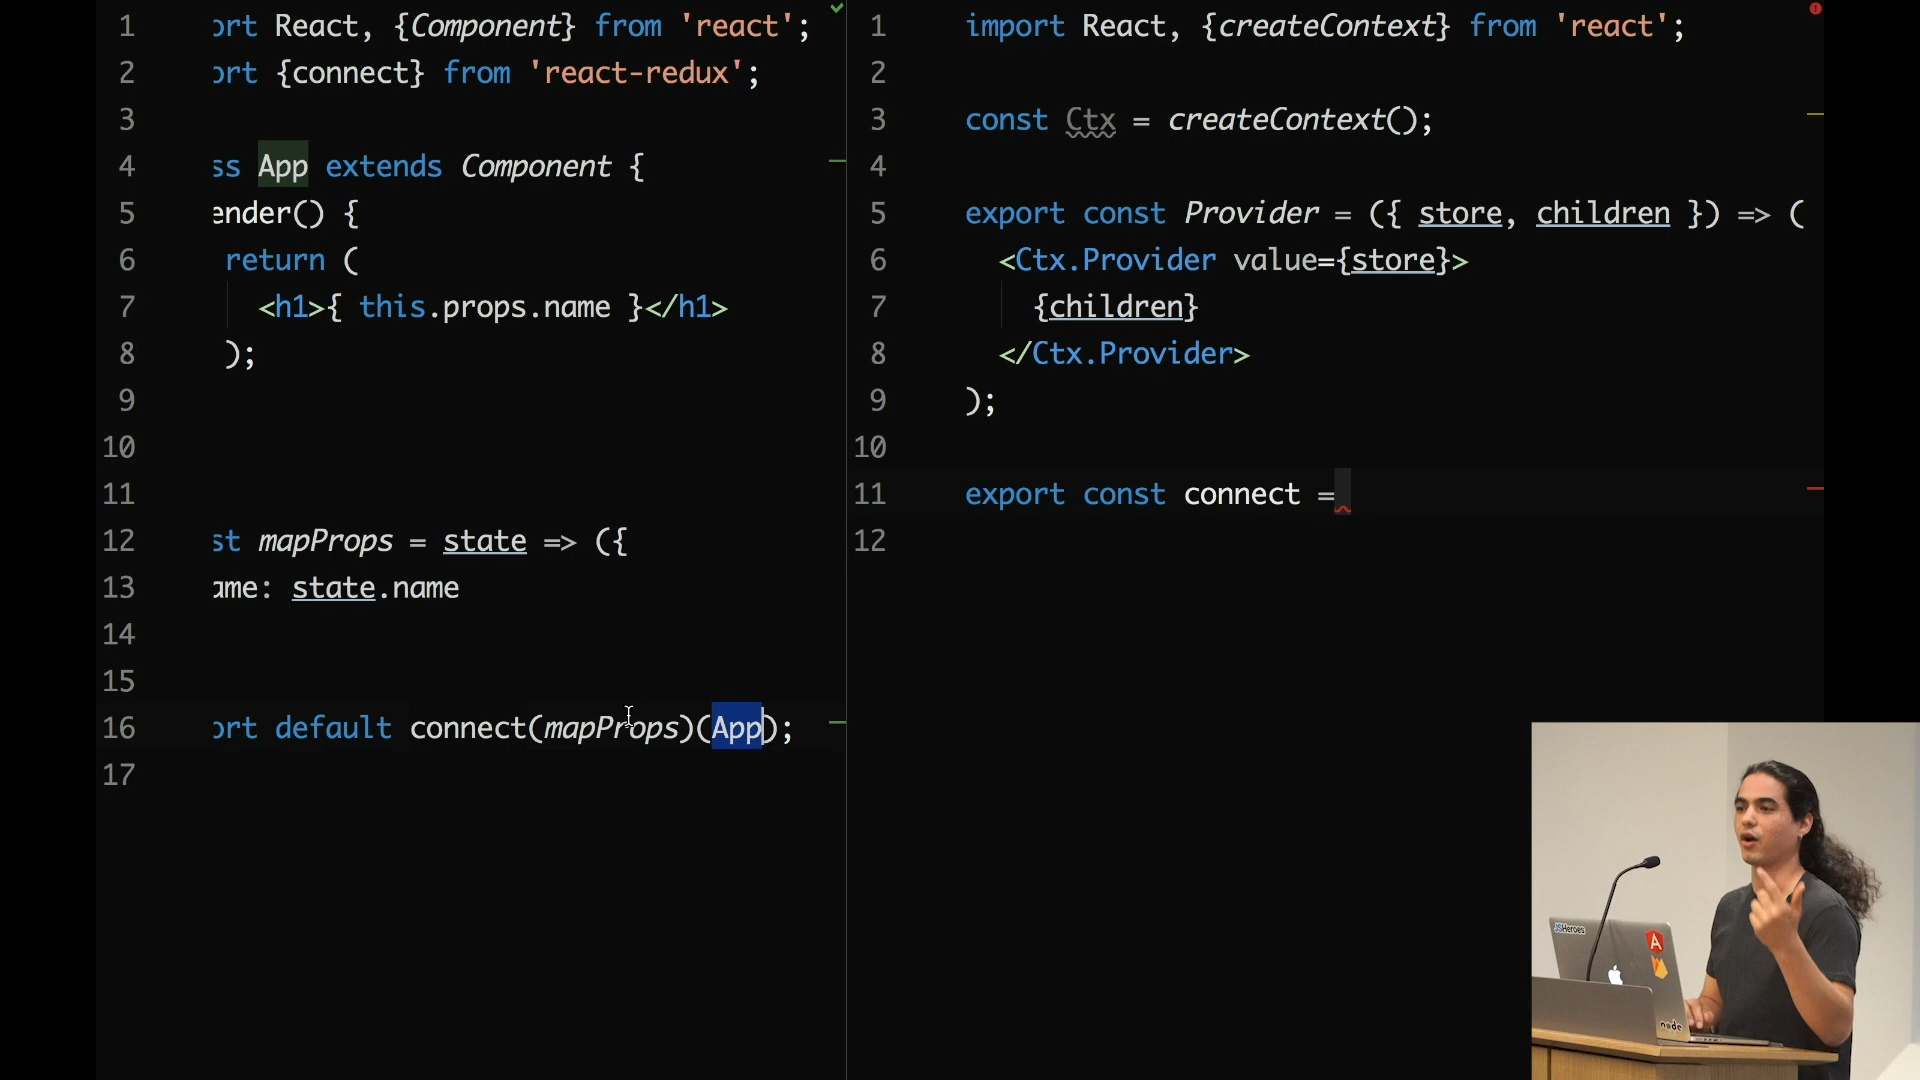 1 ort React, {Component} from 'react';
2 ort {connect} from 'react-redux';
3
4 ss App extends Component {
5 ender() {
6 return (
7 <h1>{ this.props.name }</h1>
8 );
9
10
11
12 st mapProps = state => ({
13 ame: state.name
14
15
16 ort default connect(mapProps)(App);
17
1 import React, {createContext} from 'react';
2
3 const Ctx = createContext();
4
5 export const Provider = ({ store, children }) => (
6 <Ctx.Provider value={store}>
7 {children}
8 </Ctx.Provider>
9 );
10
11 export const connect =
12
JSHeroes
A
node